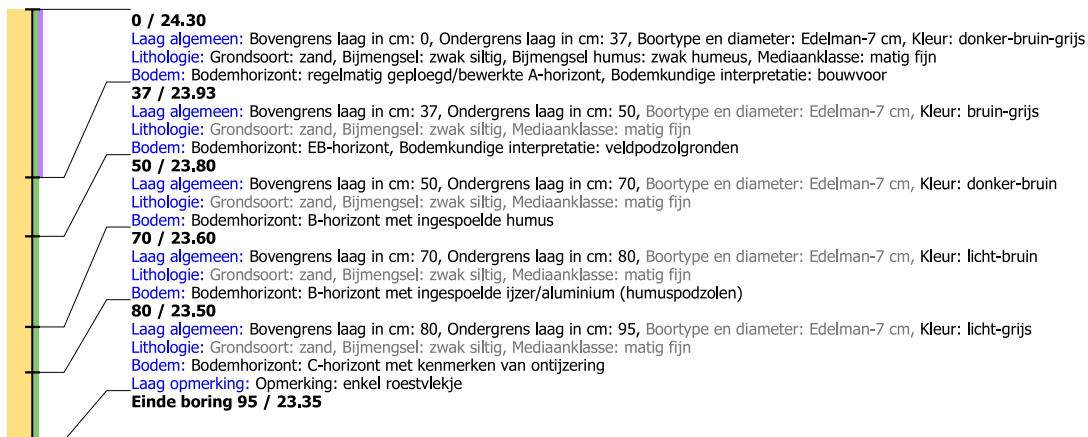 0 / 24.30
Laag algemeen: Bovengrens laag in cm: 0, Ondergrens laag in cm: 37, Boortype en diameter: Edelman-7 cm, Kleur: donker-bruin-grijs
Lithologie: Grondsoort: zand, Bijmengsel: zwak siltig, Bijmengsel humus: zwak humeus, Mediaanklasse: matig fijn
Bodem: Bodemhorizont: regelmatig geploegd/bewerkte A-horizont, Bodemkundige interpretatie: bouwvoor
37 / 23.93
Laag algemeen: Bovengrens laag in cm: 37, Ondergrens laag in cm: 50, Boortype en diameter: Edelman-7 cm, Kleur: bruin-grijs
Lithologie: Grondsoort: zand, Bijmengsel: zwak siltig, Mediaanklasse: matig fijn
Bodem: Bodemhorizont: EB-horizont, Bodemkundige interpretatie: veldpodzolgronden
50 / 23.80
Laag algemeen: Bovengrens laag in cm: 50, Ondergrens laag in cm: 70, Boortype en diameter: Edelman-7 cm, Kleur: donker-bruin
Lithologie: Grondsoort: zand, Bijmengsel: zwak siltig, Mediaanklasse: matig fijn
Bodem: Bodemhorizont: B-horizont met ingespoelde humus
70 / 23.60
Laag algemeen: Bovengrens laag in cm: 70, Ondergrens laag in cm: 80, Boortype en diameter: Edelman-7 cm, Kleur: licht-bruin
Lithologie: Grondsoort: zand, Bijmengsel: zwak siltig, Mediaanklasse: matig fijn
Bodem: Bodemhorizont: B-horizont met ingespoelde ijzer/aluminium (humuspodzolen)
80 / 23.50
Laag algemeen: Bovengrens laag in cm: 80, Ondergrens laag in cm: 95, Boortype en diameter: Edelman-7 cm, Kleur: licht-grijs
Lithologie: Grondsoort: zand, Bijmengsel: zwak siltig, Mediaanklasse: matig fijn
Bodem: Bodemhorizont: C-horizont met kenmerken van ontijzering
Laag opmerking: Opmerking: enkel roestvlekje
Einde boring 95 / 23.35